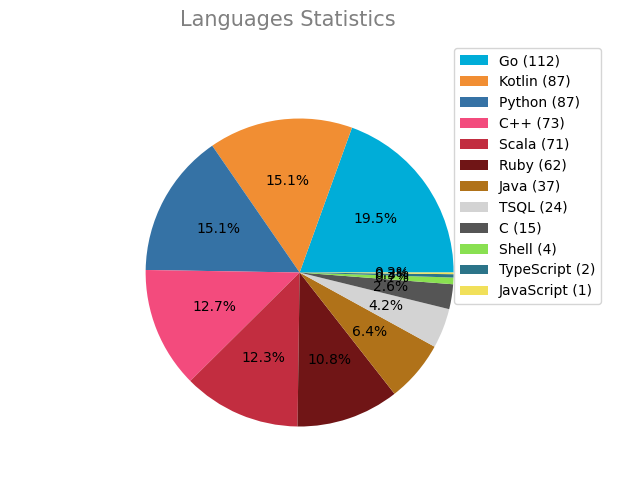 Languages Statistics
Go (112)
Kotlin (87)
Python (87)
C++ (73)
Scala (71)
Ruby (62)
Java (37)
TSQL (24)
C (15)
Shell (4)
TypeScript (2)
JavaScript (1)
19.5%
15.1%
15.1%
12.7%
12.3%
10.8%
6.4%
4.2%
2.6%